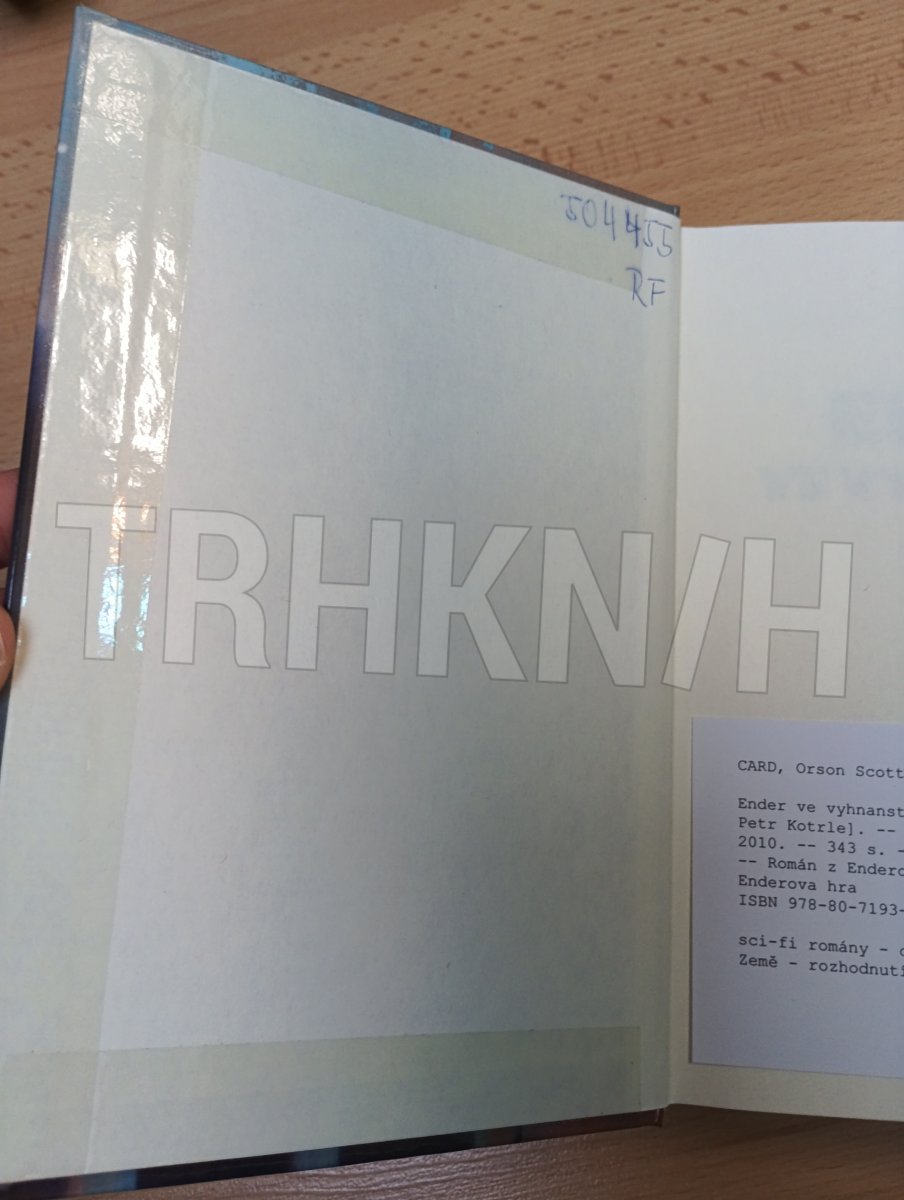 504455
RF
TRHKN/H
CARD, Orson Scott
Ender ve vyhnanst
Petr Kotrle]. --
2010. -- 343 s. -
-- Román z Endero
Enderova hra
ISBN 978-80-7193-
sci-fi romány -
Země - rozhodnutí